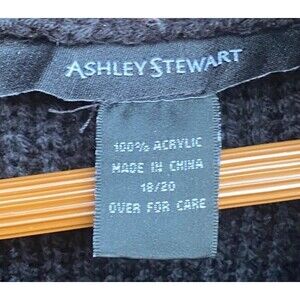 ASHLEY STEWART
100% ACRYLIC
MADE IN CHINA
18/20
OVER FOR CARE